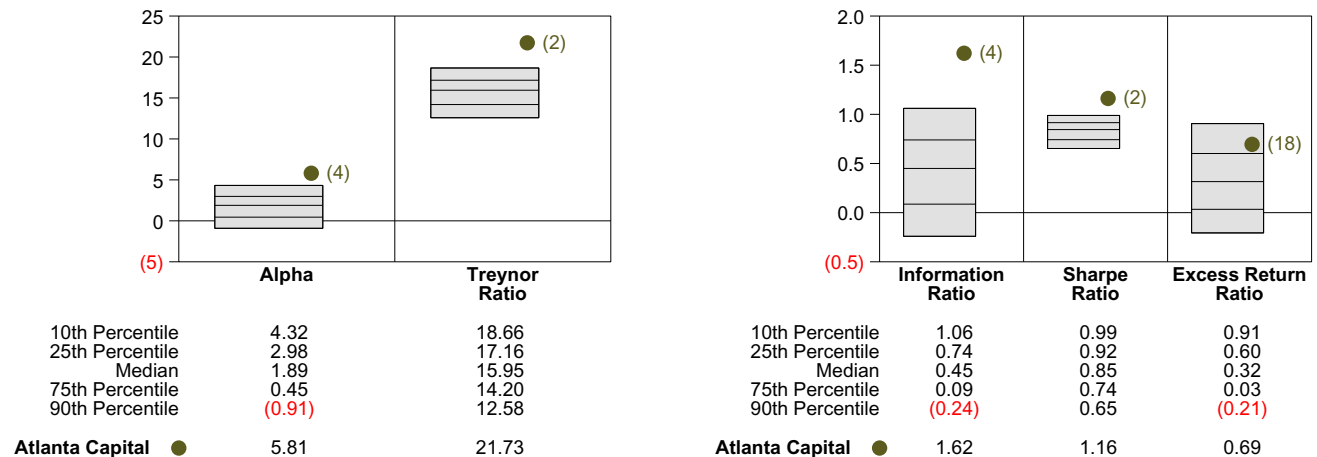 25
20
15
10
5
0
(5)
(4)
(2)
Alpha
Treynor
Ratio
10th Percentile 4.32 18.66
25th Percentile 2.98 17.16
Median 1.89 15.95
75th Percentile 0.45 14.20
90th Percentile (0.91) 12.58
Atlanta Capital 5.81 21.73
2.0
1.5
1.0
0.5
0.0
(0.5)
(4)
(2)
(18)
Information
Ratio
Sharpe
Ratio
Excess Return
Ratio
10th Percentile 1.06 0.99 0.91
25th Percentile 0.74 0.92 0.60
Median 0.45 0.85 0.32
75th Percentile 0.09 0.74 0.03
90th Percentile (0.24) 0.65 (0.21)
Atlanta Capital 1.62 1.16 0.69